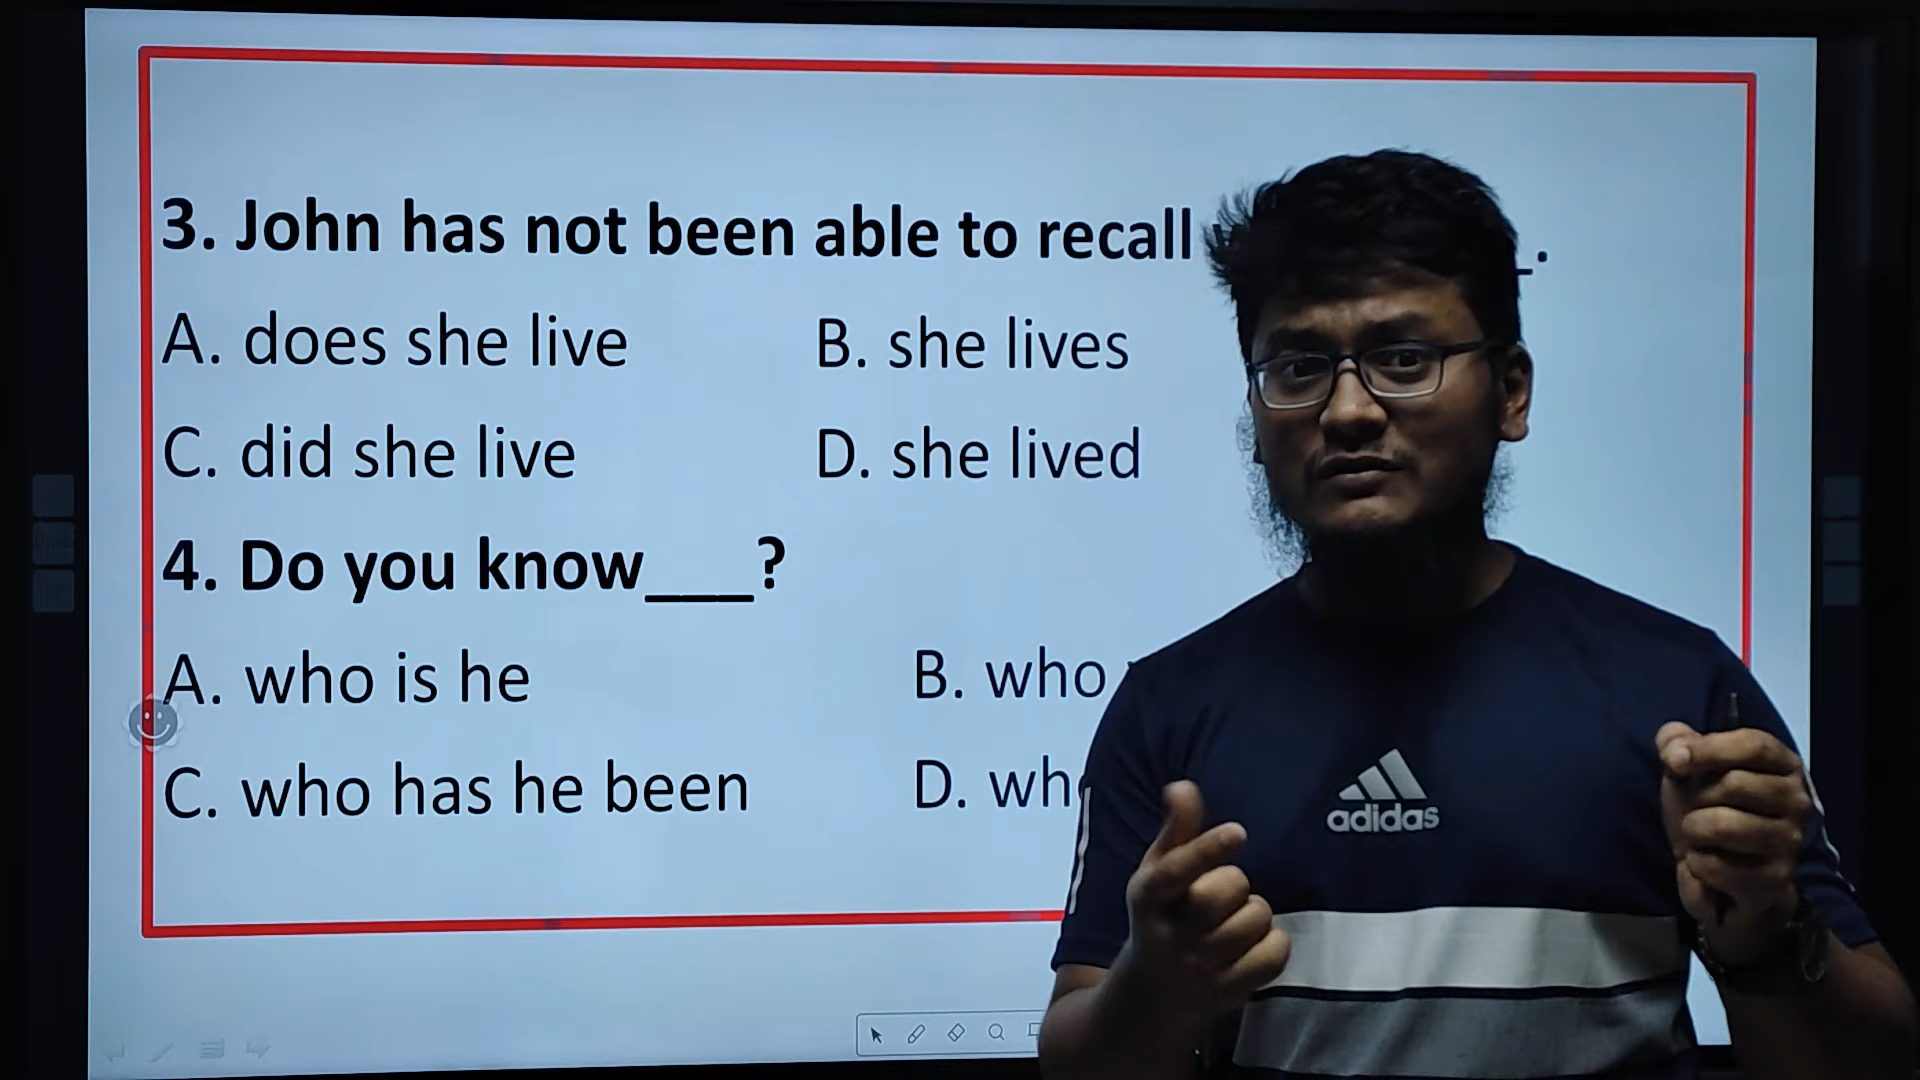 3. John has not been able to recall
A. does she live B. she lives
C. did she live D. she lived
4. Do you know___?
A. who is he B. who
C. who has he been D.
adidas